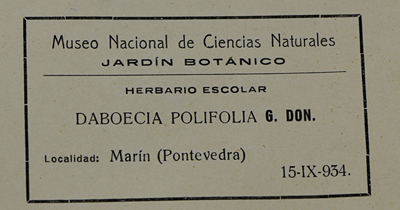 Museo Nacional de Ciencias Naturales
JARDÍN BOTÁNICO
HERBARIO ESCOLAR
DABOECIA POLIFOLIA G. DON.
Localidad: Marín (Pontevedra)
15-IX-934.